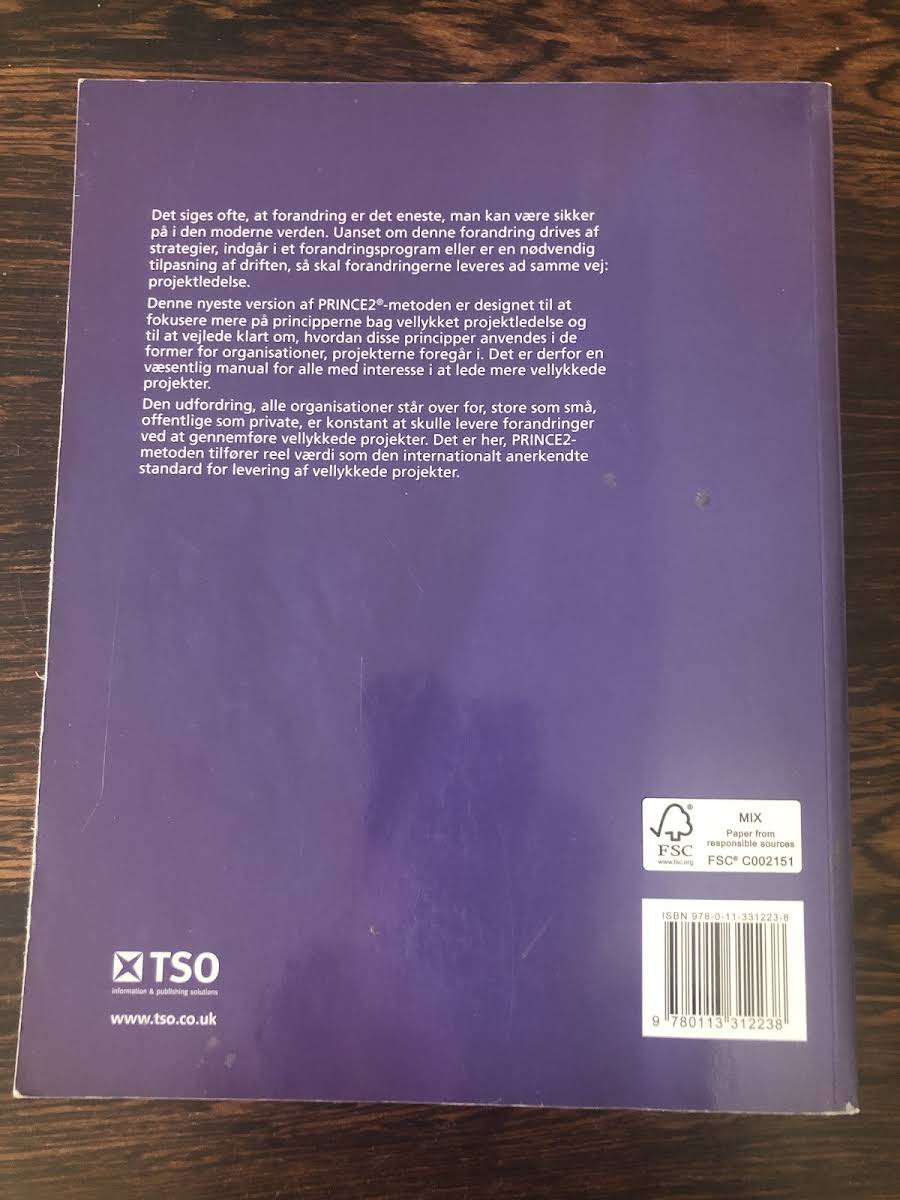 Det siges ofte, at forandring er det eneste, man kan være sikker
på i den moderne verden. Uanset om denne forandring drives af
strategier, indgår i et forandringsprogram eller er en nødvendig
tilpasning af driften, så skal forandringerne leveres ad samme vej:
projektledelse.
Denne nyeste version af PRINCE2®-metoden er designet til at
fokusere mere på principperne bag vellykket projektledelse og
til at vejlede klart om, hvordan disse principper anvendes i de
former for organisationer, projekterne foregår i. Det er derfor en
væsentlig manual for alle med interesse i at lede mere vellykkede
projekter.
Den udfordring, alle organisationer står over for, store som små,
offentlige som private, er konstant at skulle levere forandringer
ved at gennemføre vellykkede projekter. Det er her, PRINCE2-
metoden tilfører reel værdi som den internationalt anerkendte
standard for levering af vellykkede projekter.
®
FSC
www.fsc.org
MIX
Paper from
responsible sources
FSC® C002151
ISBN 978-0-11-331223-8
9 780113 312238
TSO
information & publishing solutions
www.tso.co.uk